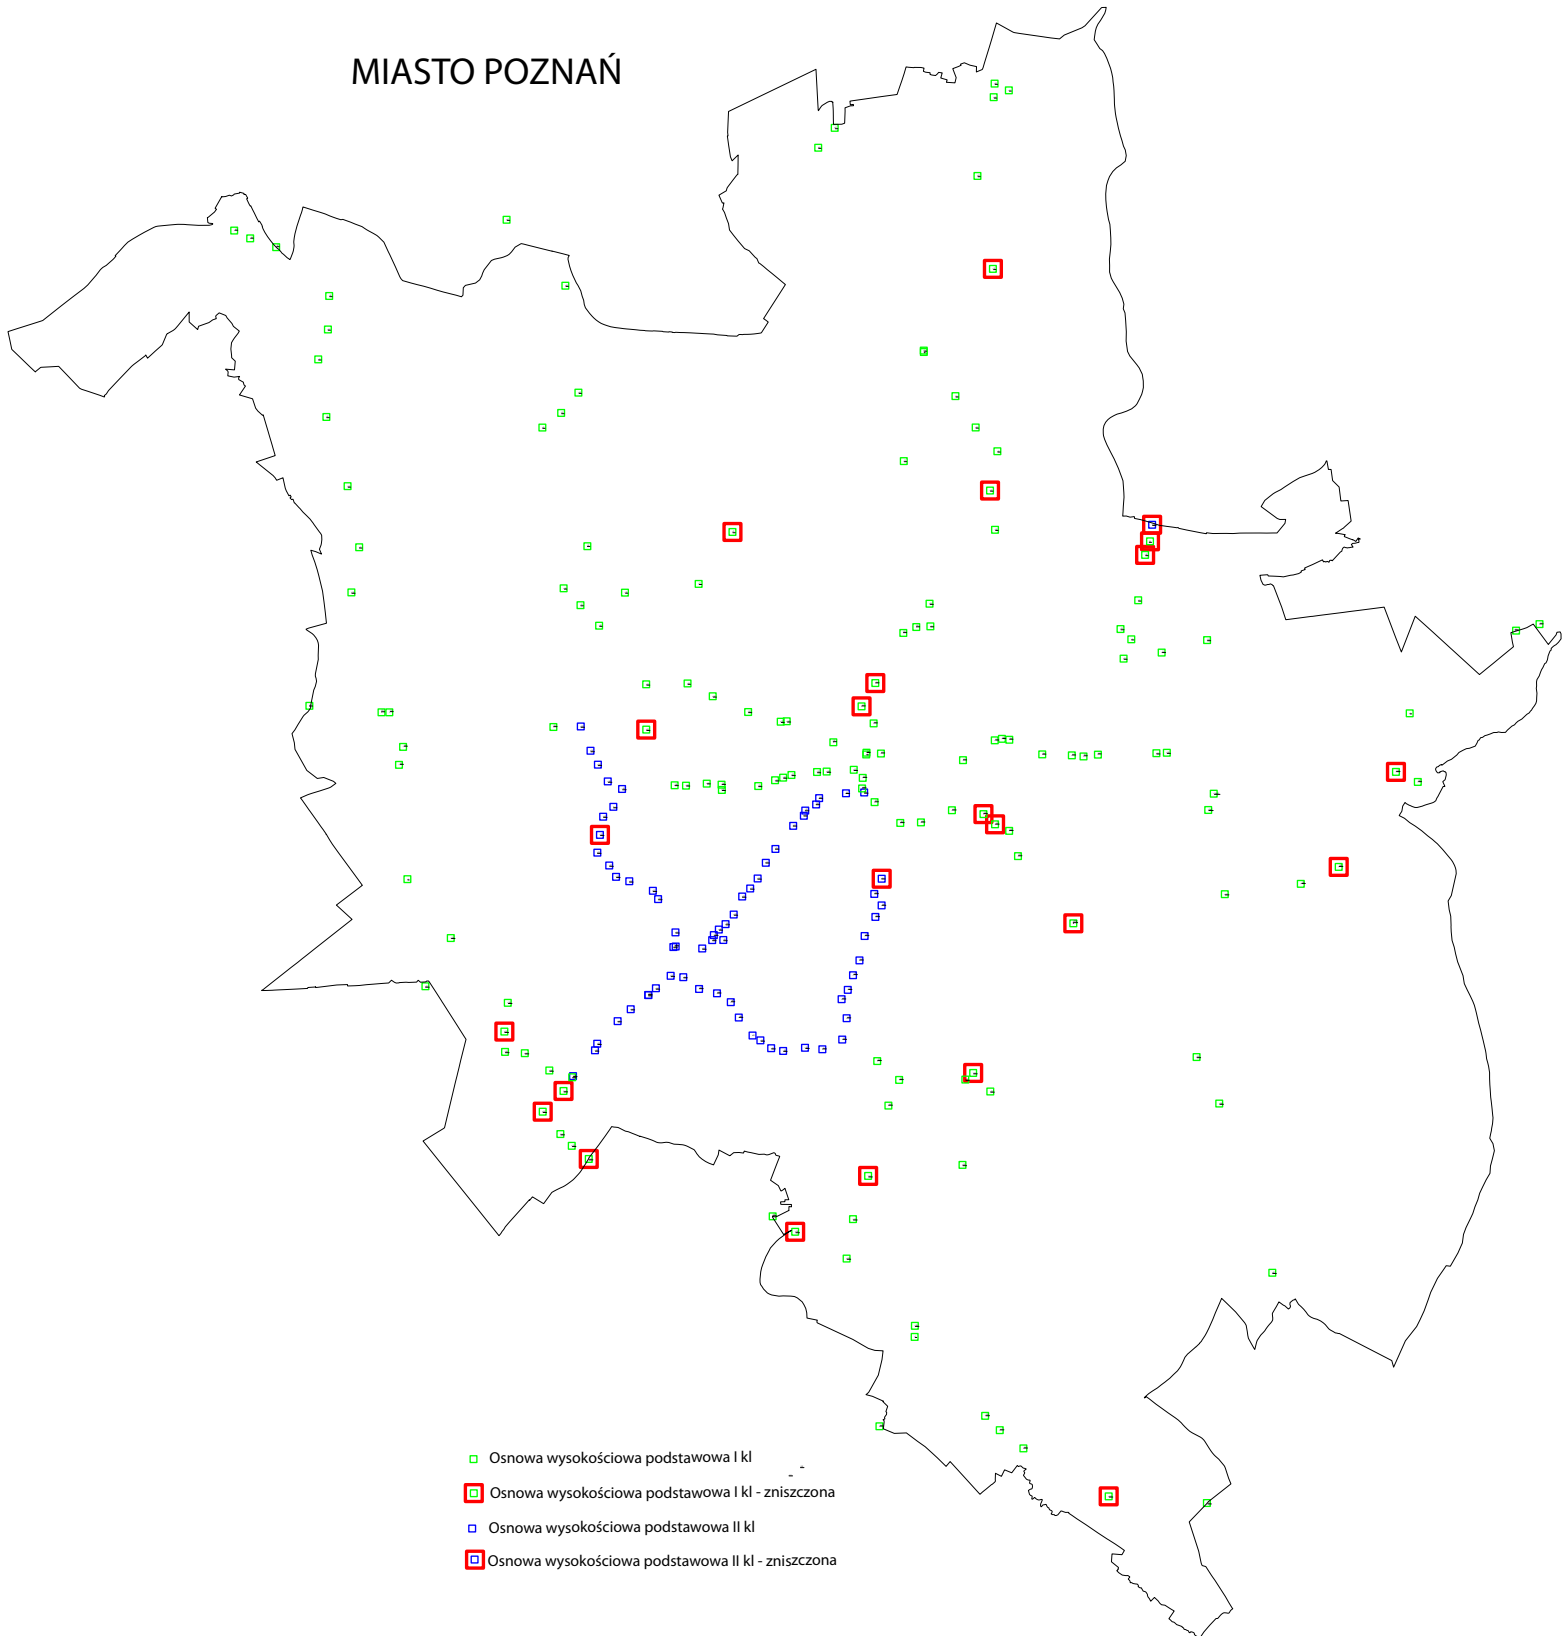 MIASTO POZNAŃ
Osnowa wysokościowa podstawowa I kl
Osnowa wysokościowa podstawowa I kl - zniszczona
Osnowa wysokościowa podstawowa II kl
Osnowa wysokościowa podstawowa II kl - zniszczona